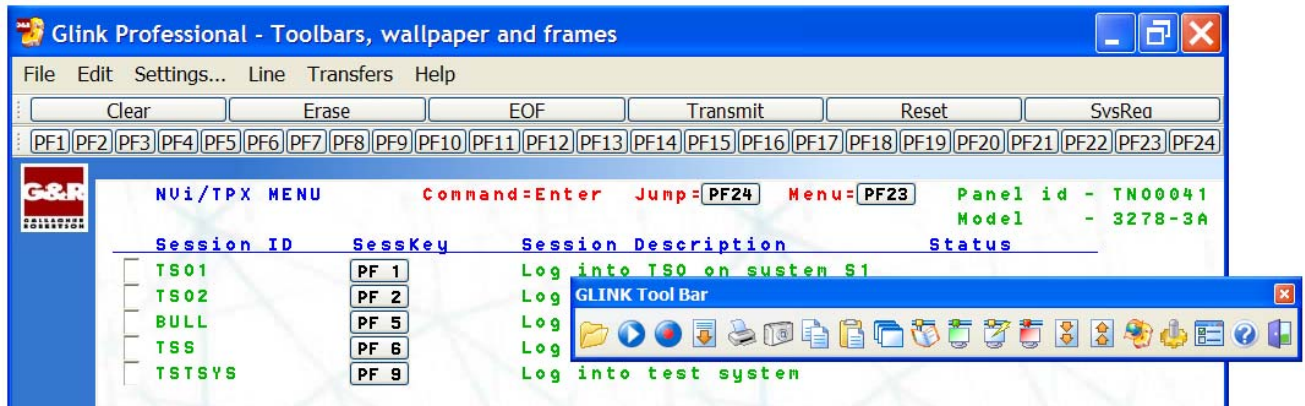 Glink Professional - Toolbars, wallpaper and frames
File Edit Settings... Line Transfers Help
Clear Erase EOF Transmit Reset SysReq
PF1 PF2 PF3 PF4 PF5 PF6 PF7 PF8 PF9 PF10 PF11 PF12 PF13 PF14 PF15 PF16 PF17 PF18 PF19 PF20 PF21 PF22 PF23 PF24
G&R
GALLAGHER
ROBERTSON
NVi/TPX MENU Command=Enter Jump=PF24 Menu=PF23 Panel id - TN00041
Model - 3278-3A
Session ID SessKey Session Description Status
TSO1 PF 1 Log into TSO on system S1
TSO2 PF 2 Log
GLINK Tool Bar
BULL PF 5 Log
TSS PF 6 Log
TSTSYS PF 9 Log into test system